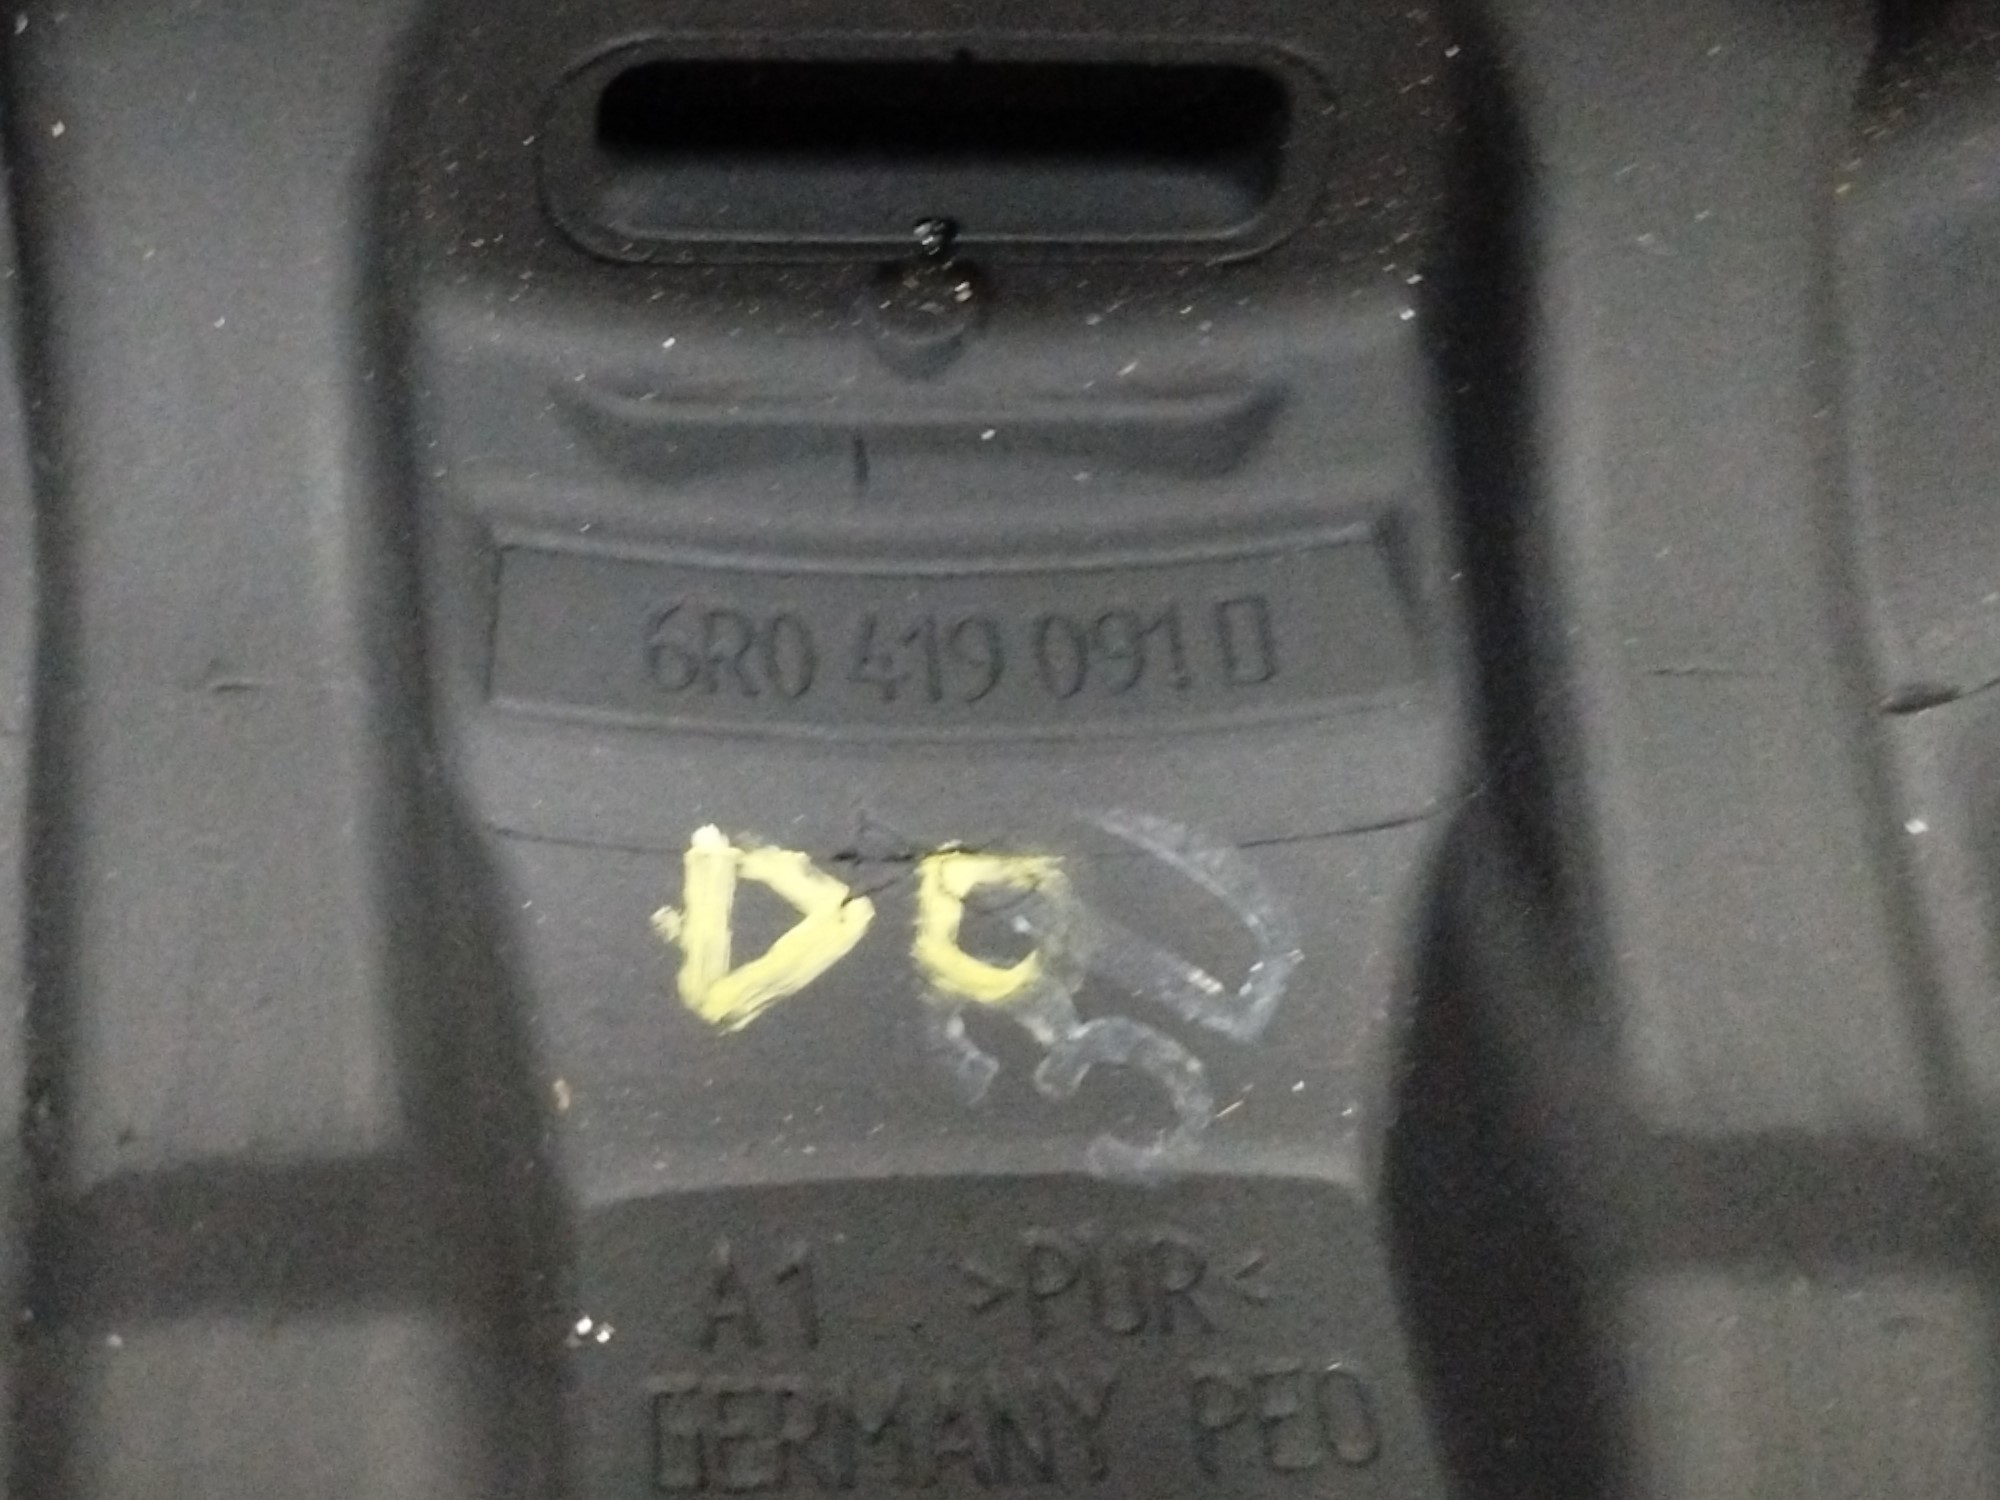 6R0 419 091 D
DC
A1 >PUR<
GERMANY PEO